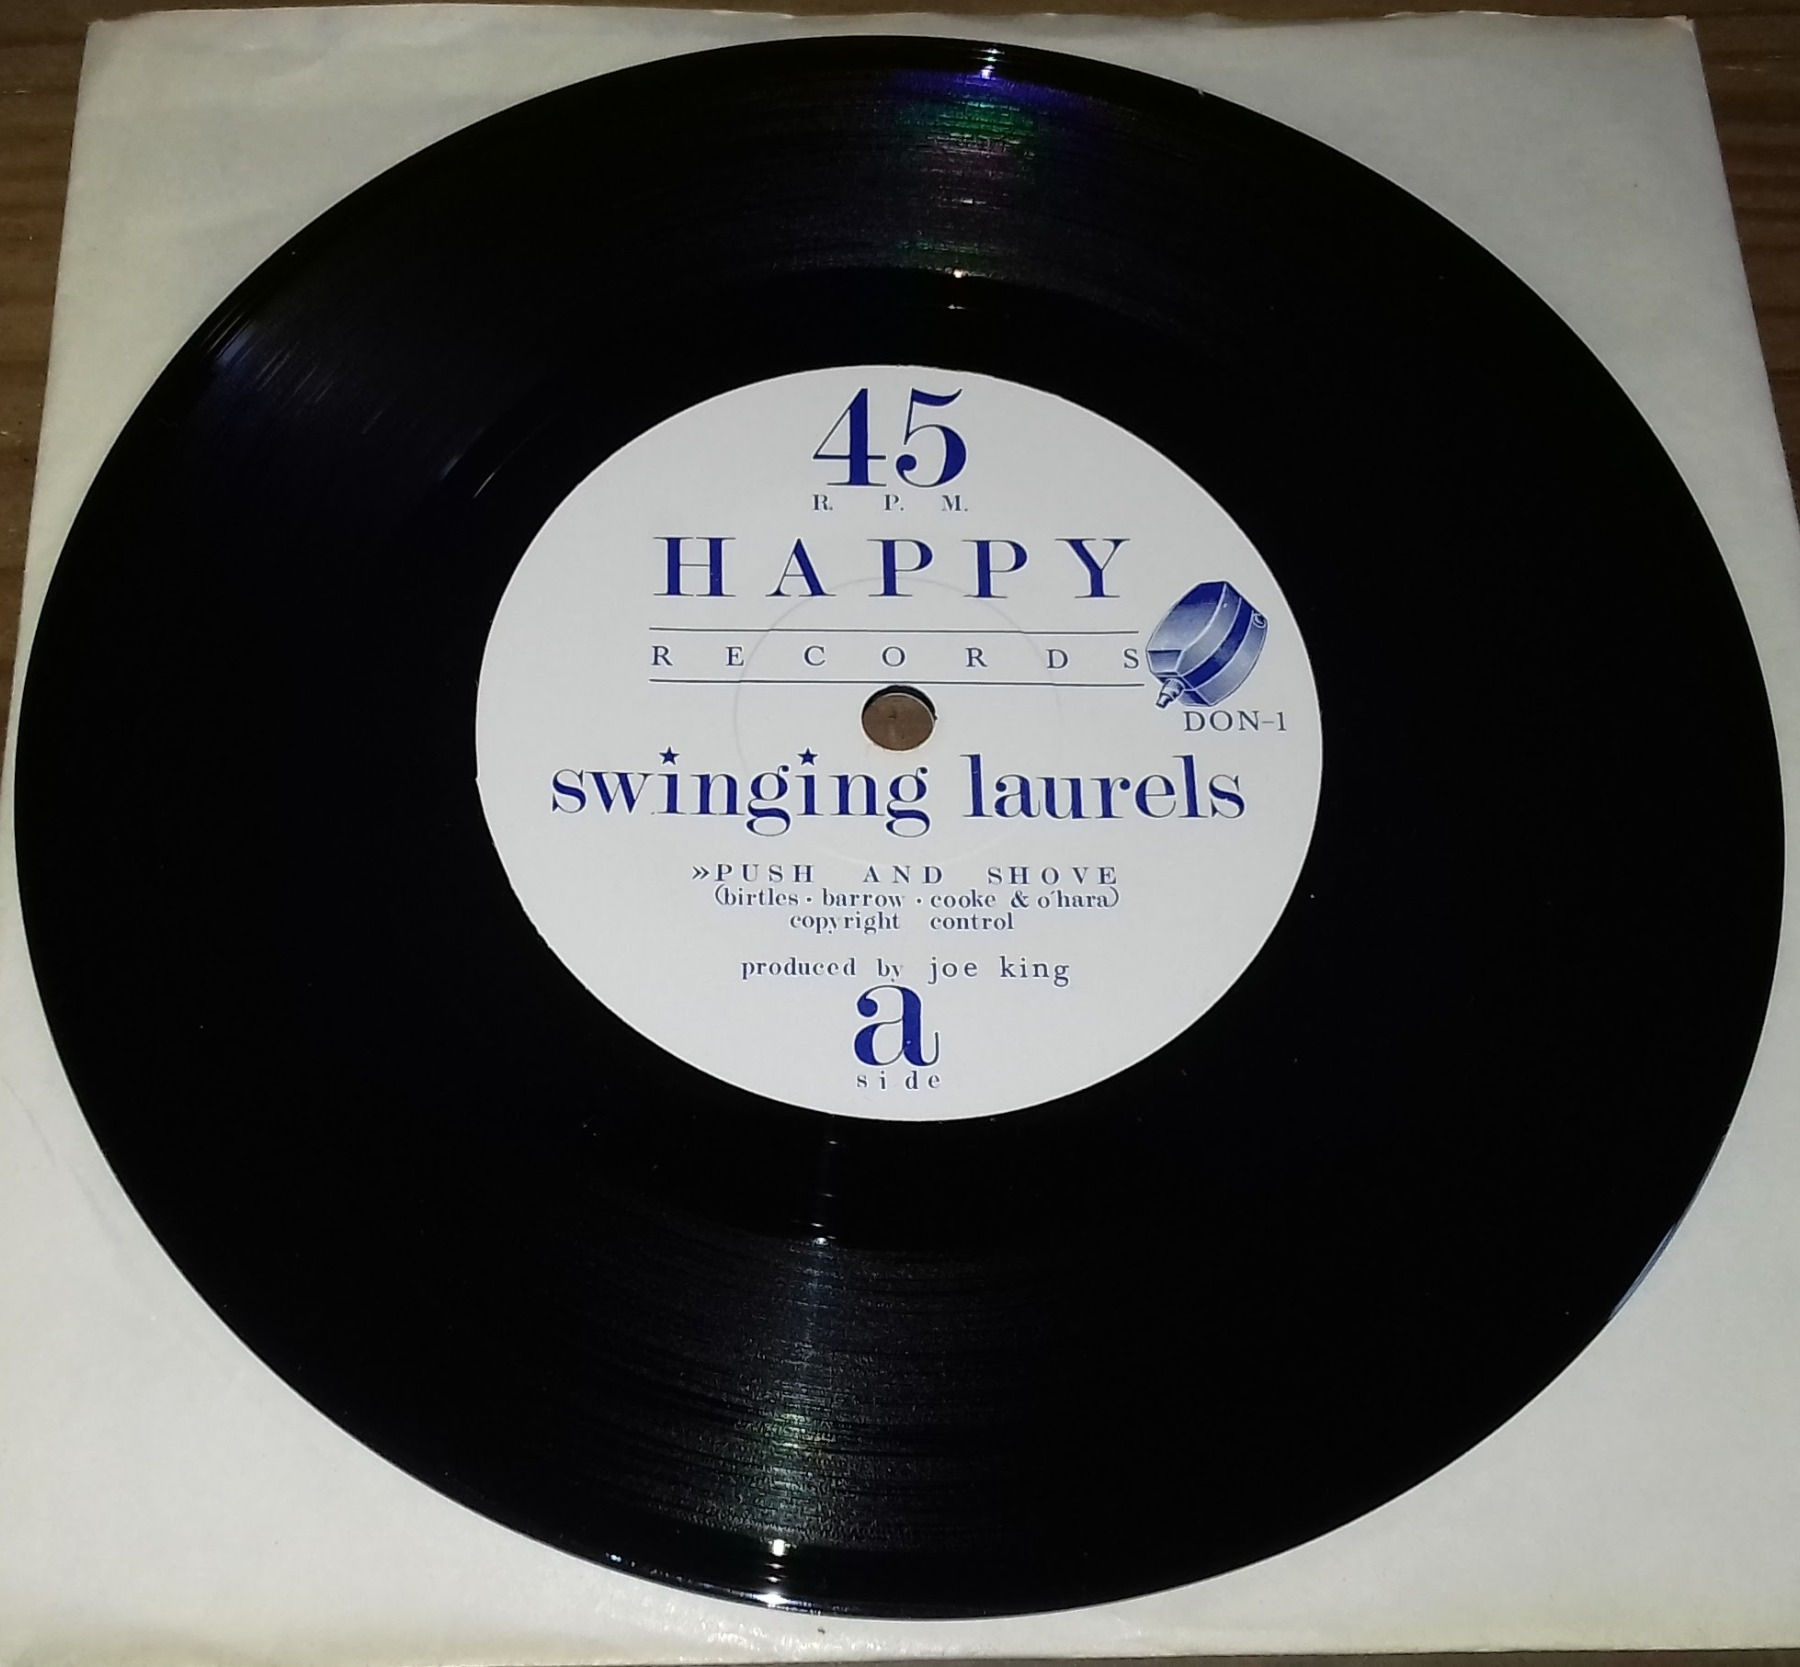 45
R. P. M.
HAPPY
RECORDS
DON-1
swinging laurels
»PUSH AND SHOVE
(birtles · barrow · cooke & o'hara)
copyright control
produced by joe king
a
side